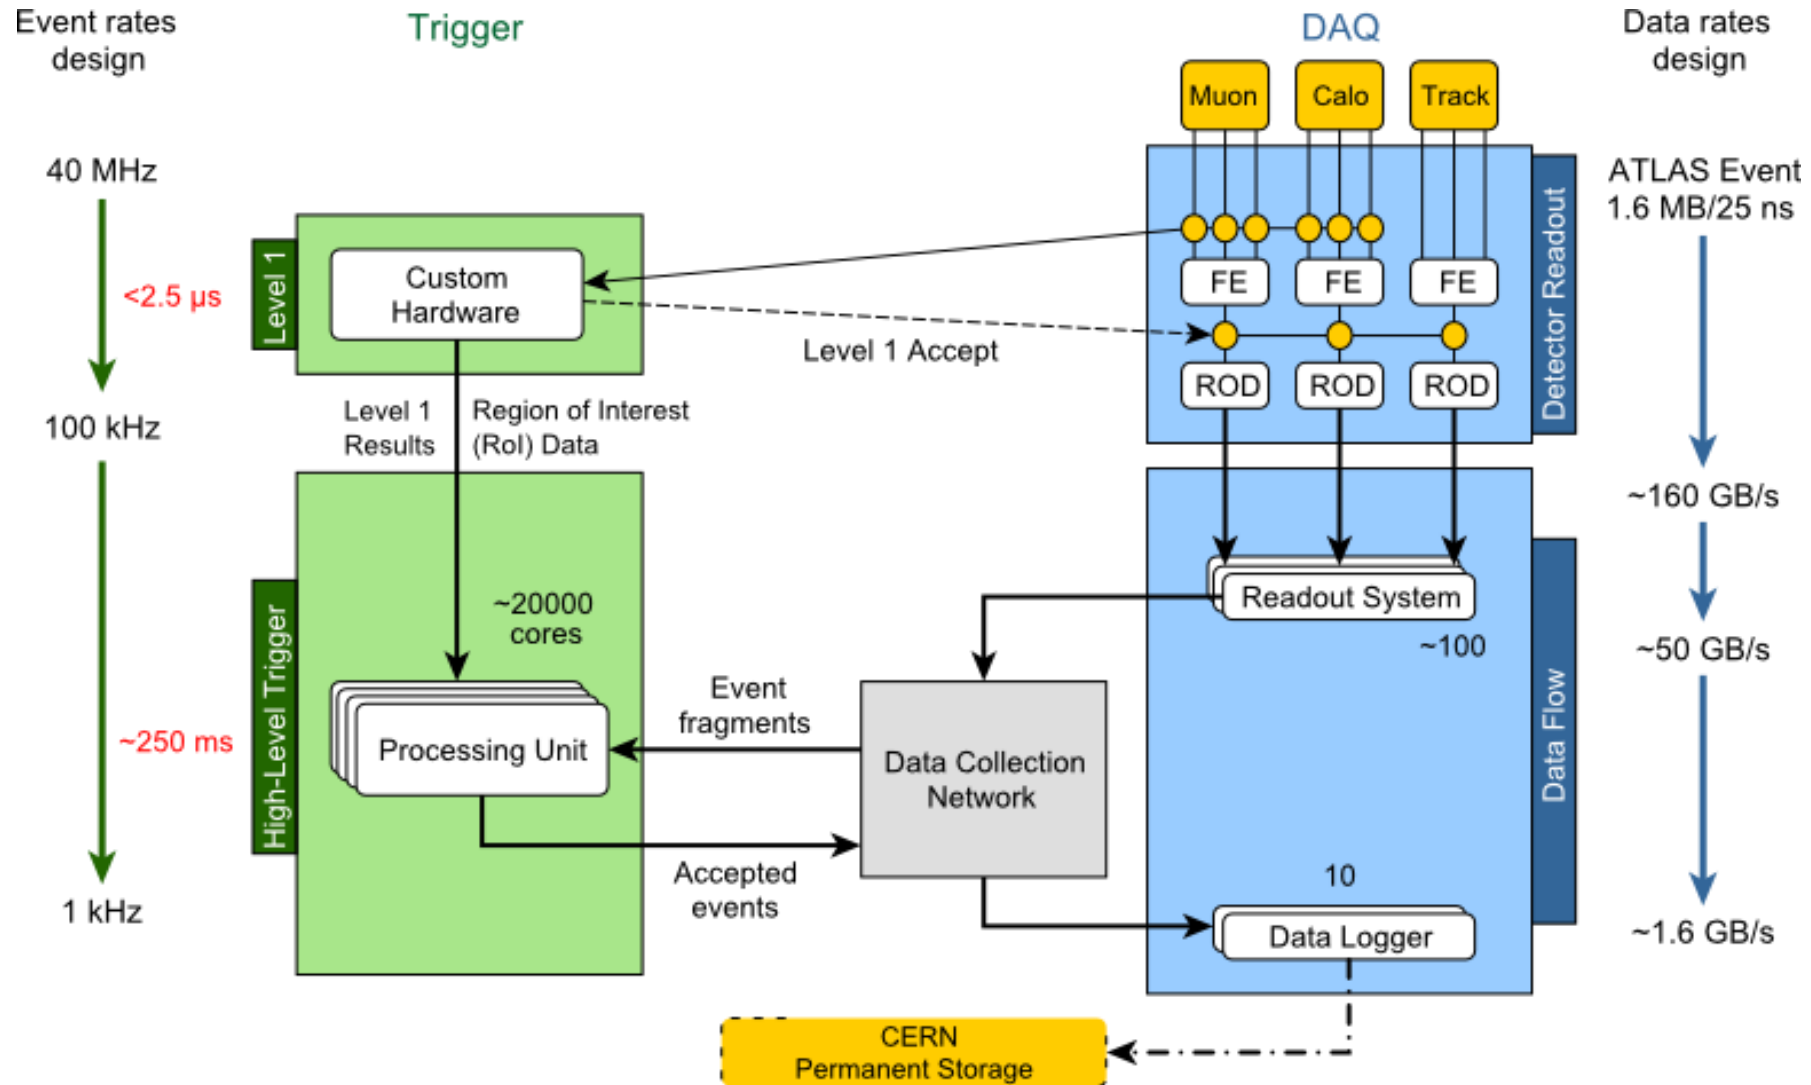 Event rates
design
Trigger
DAQ
Data rates
design
Muon
Calo
Track
40 MHz
ATLAS Event
1.6 MB/25 ns
Level 1
<2.5 µs
Custom
Hardware
FE
FE
FE
Detector Readout
Level 1 Accept
ROD
ROD
ROD
100 kHz
Level 1
Results
Region of Interest
(RoI) Data
~160 GB/s
~20000
cores
Readout System
~100
~50 GB/s
High-Level Trigger
~250 ms
Processing Unit
Event
fragments
Data Collection
Network
Data Flow
Accepted
events
10
1 kHz
Data Logger
~1.6 GB/s
CERN
Permanent Storage